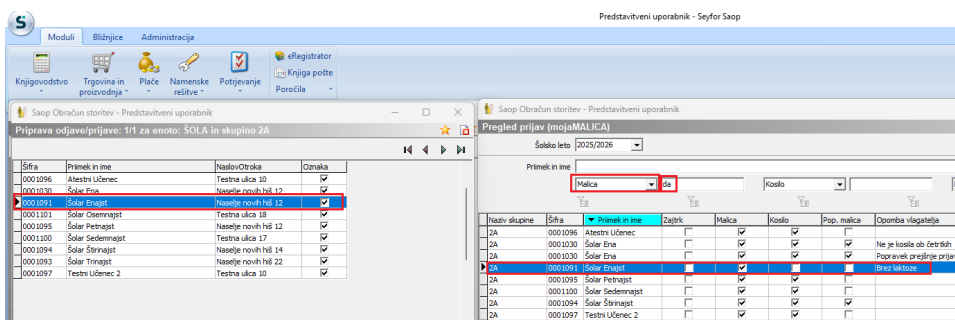 Predstavitveni uporabnik - Seyfor Saop
S
Moduli Bližnjice Administracija
Knjigovodstvo
Trgovina in proizvodnja
Plače
Namenske rešitve
Potrjevanje
eRegistrator
Knjiga pošte
Poročila
Saop Obračun storitev - Predstavitveni uporabnik
Priprava odjave/prijave: 1/1 za enoto: ŠOLA in skupino 2A
Šifra Priimek in ime NaslovOtroka Oznaka
0001096 Atestni Učenec Testna ulica 10
0001030 Šolar Ena Naselje novih hiš 12
0001091 Šolar Enajst Naselje novih hiš 12
0001101 Šolar Osemnajst Testna ulica 18
0001095 Šolar Petnajst Naselje novih hiš 12
0001100 Šolar Sedemnajst Testna ulica 17
0001094 Šolar Štirinajst Naselje novih hiš 14
0001093 Šolar Trinajst Naselje novih hiš 22
0001097 Testni Učenec 2 Testna ulica 10
Saop Obračun storitev - Predstavitveni uporabnik
Pregled prijav (mojaMALICA)
Šolsko leto 2025/2026
Priimek in ime
Malica da Kosilo
Naziv skupine Šifra Priimek in ime Zajtrk Malica Kosilo Pop. malica Opomba vlagatelja
2A 0001096 Atestni Učenec
2A 0001030 Šolar Ena Ne je kosila ob četrtkih
2A 0001030 Šolar Ena Popravek prejšnje prijav
2A 0001091 Šolar Enajst Brez laktoze
2A 0001095 Šolar Petnajst
2A 0001100 Šolar Sedemnajst
2A 0001094 Šolar Štirinajst
2A 0001097 Testni Učenec 2